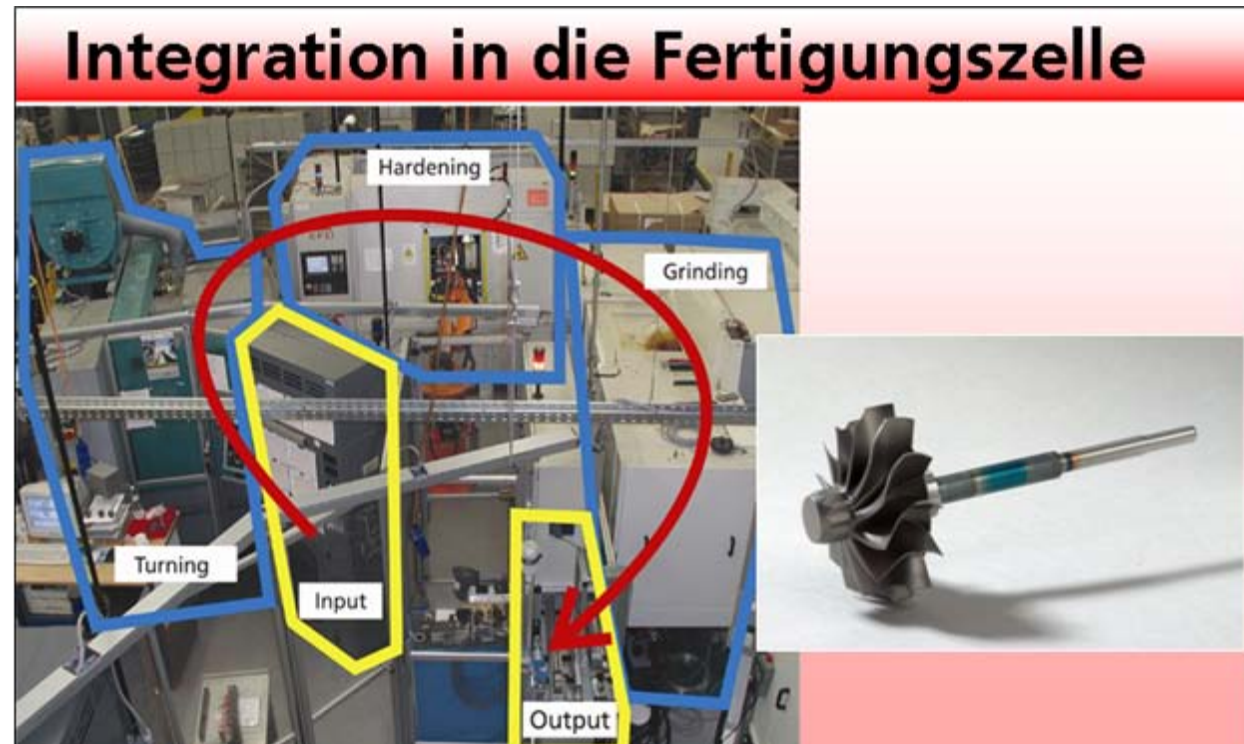 Integration in die Fertigungszelle
Hardening
Grinding
Turning
Input
Output